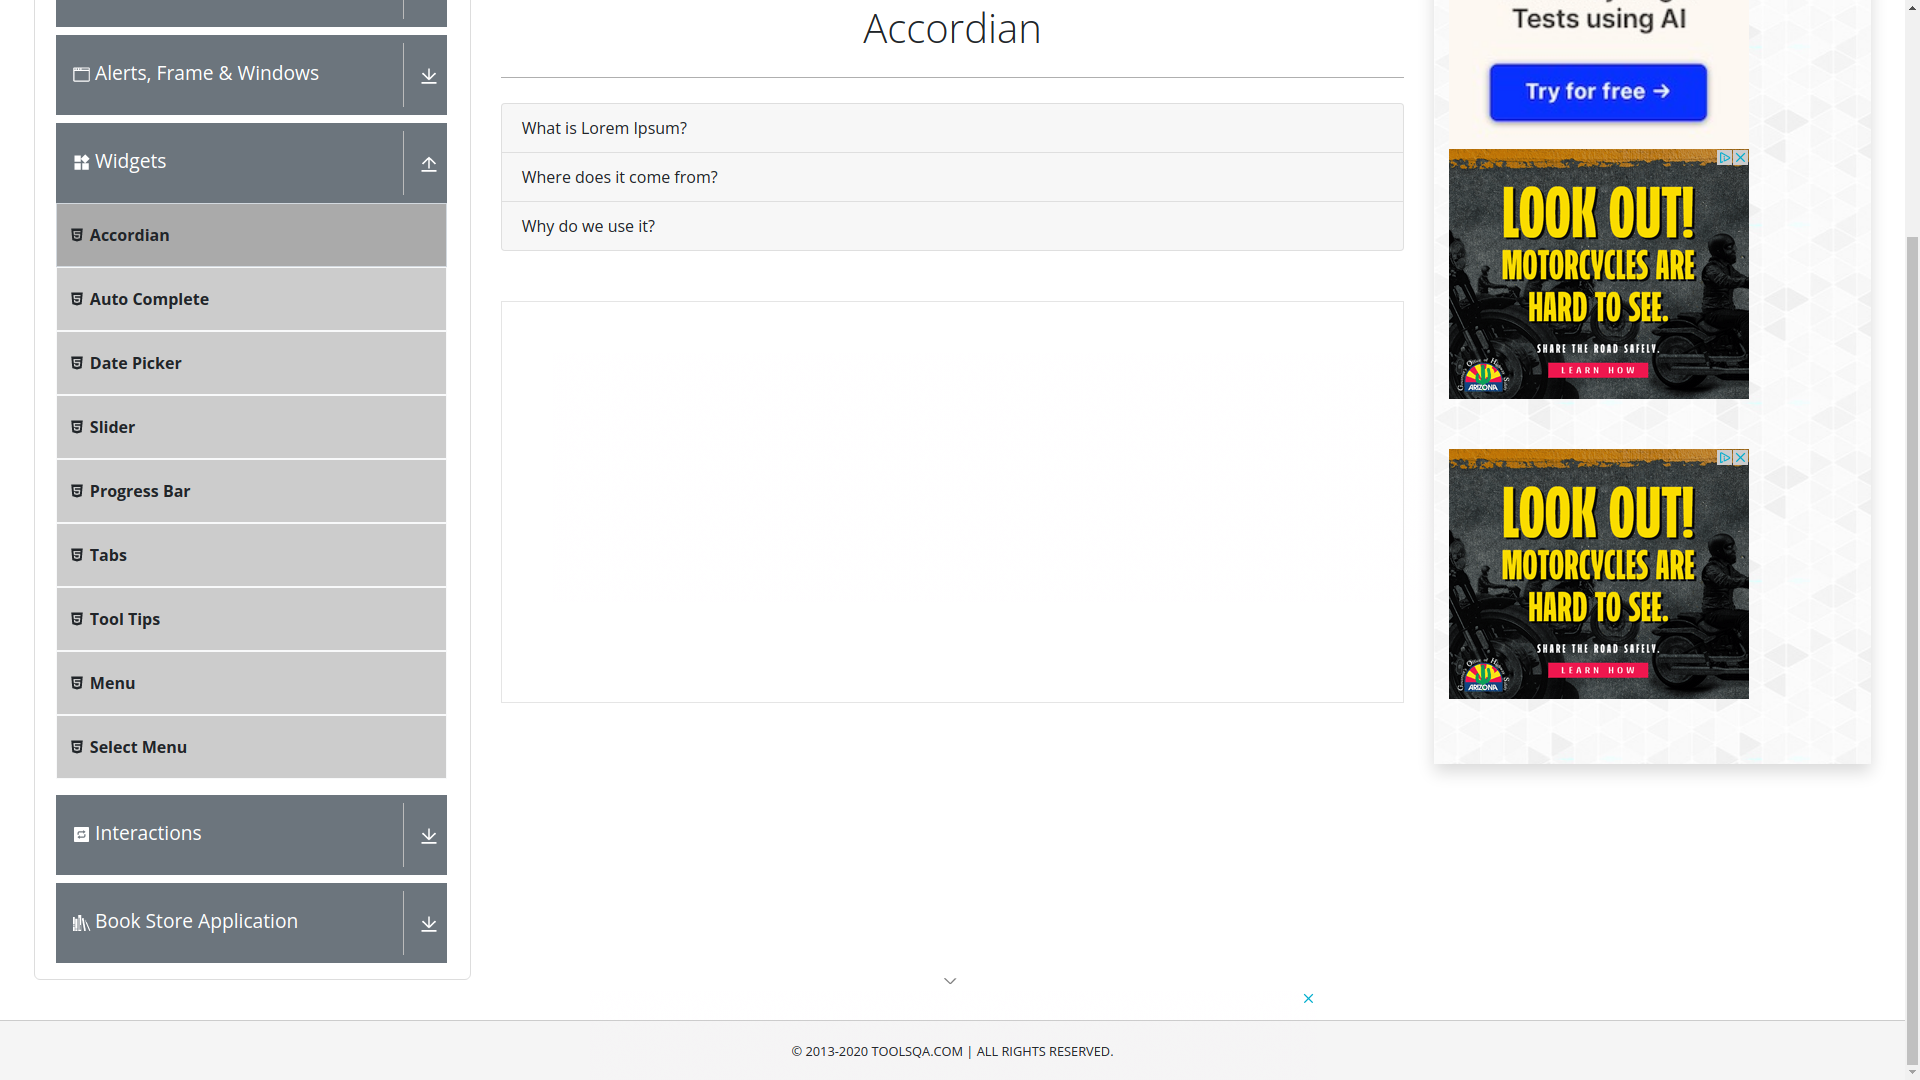 Alerts, Frame & Windows
Widgets
Accordian
Auto Complete
Date Picker
Slider
Progress Bar
Tabs
Tool Tips
Menu
Select Menu
Interactions
Book Store Application
Accordian
What is Lorem Ipsum?
Where does it come from?
Why do we use it?
Tests using AI
Try for free →
LOOK OUT!
MOTORCYCLES ARE
HARD TO SEE.
SHARE THE ROAD SAFELY.
LEARN HOW
ARIZONA
LOOK OUT!
MOTORCYCLES ARE
HARD TO SEE.
SHARE THE ROAD SAFELY.
LEARN HOW
ARIZONA
© 2013-2020 TOOLSQA.COM | ALL RIGHTS RESERVED.